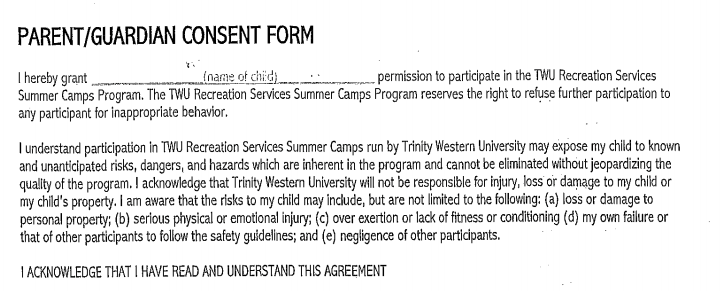 PARENT/GUARDIAN CONSENT FORM
I hereby grant ____________ (name of child) ____________ permission to participate in the TWU Recreation Services
Summer Camps Program. The TWU Recreation Services Summer Camps Program reserves the right to refuse further participation to
any participant for inappropriate behavior.
I understand participation in TWU Recreation Services Summer Camps run by Trinity Western University may expose my child to known
and unanticipated risks, dangers, and hazards which are inherent in the program and cannot be eliminated without jeopardizing the
quality of the program. I acknowledge that Trinity Western University will not be responsible for injury, loss or damage to my child or
my child's property. I am aware that the risks to my child may include, but are not limited to the following: (a) loss or damage to
personal property; (b) serious physical or emotional injury; (c) over exertion or lack of fitness or conditioning (d) my own failure or
that of other participants to follow the safety guidelines; and (e) negligence of other participants.
I ACKNOWLEDGE THAT I HAVE READ AND UNDERSTAND THIS AGREEMENT